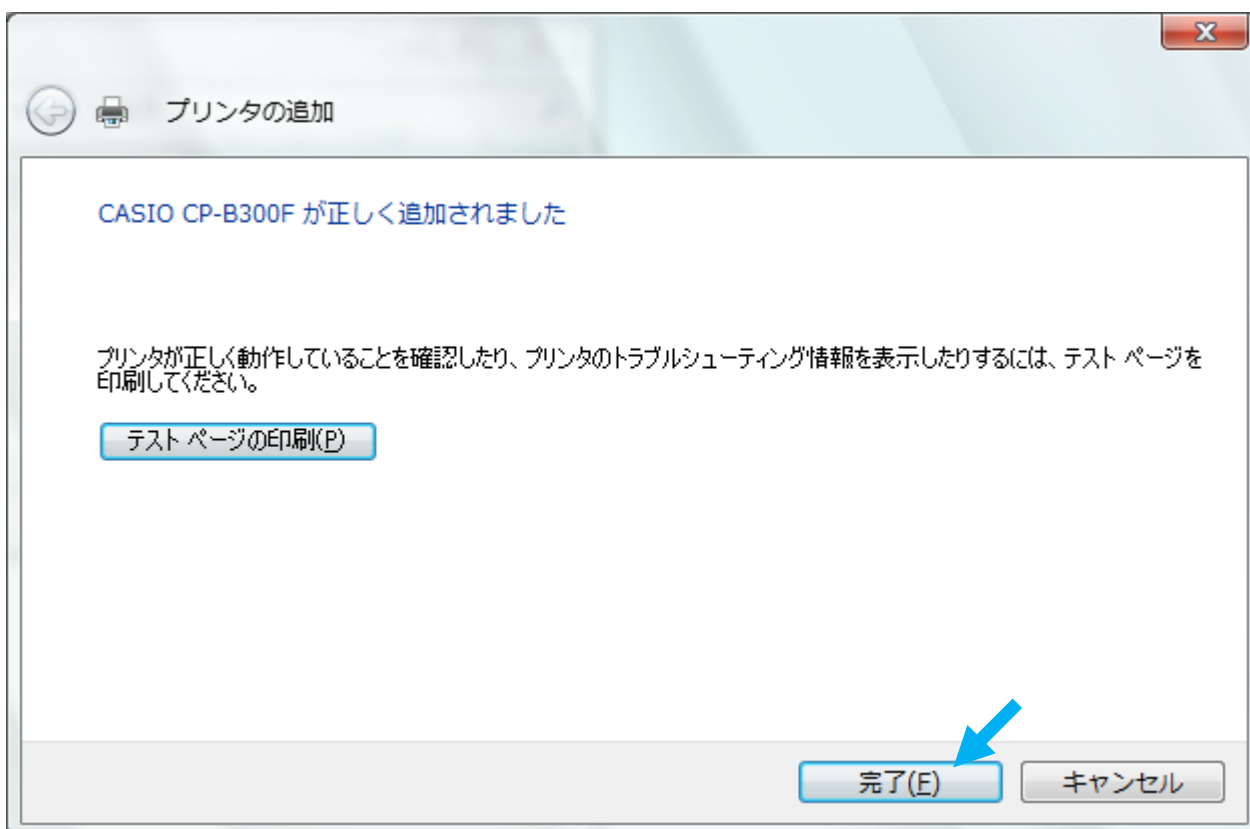 プリンタの追加
CASIO CP-B300F が正しく追加されました
プリンタが正しく動作していることを確認したり、プリンタのトラブルシューティング情報を表示したりするには、テスト ページを
印刷してください。
テスト ページの印刷(P)
完了(F)
キャンセル